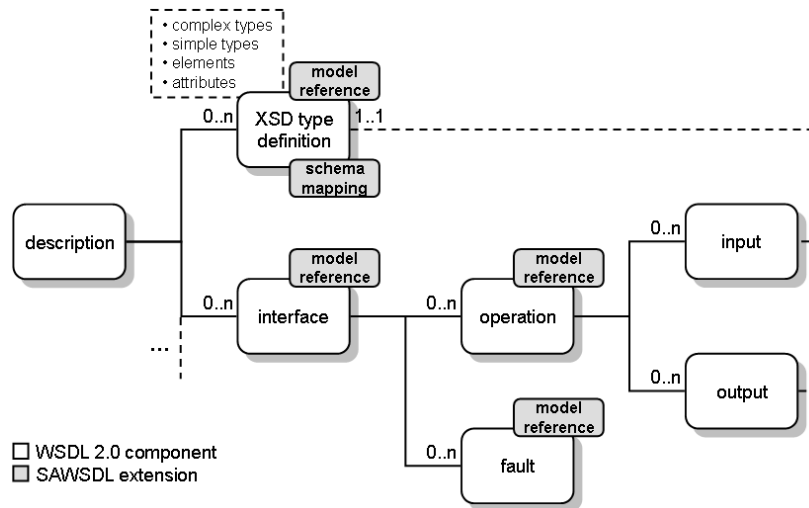 • complex types
• simple types
• elements
• attributes
model
reference
0..n
XSD type
definition
1..1
schema
mapping
description
model
reference
0..n
interface
model
reference
0..n
operation
0..n
input
...
0..n
output
model
reference
0..n
fault
WSDL 2.0 component
SAWSDL extension